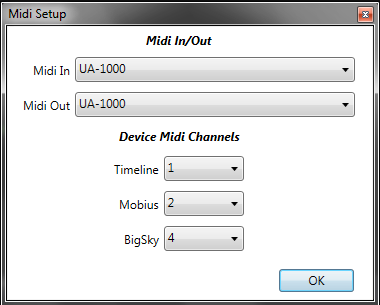 Midi Setup
Midi In/Out
Midi In UA-1000
Midi Out UA-1000
Device Midi Channels
Timeline 1
Mobius 2
BigSky 4
OK